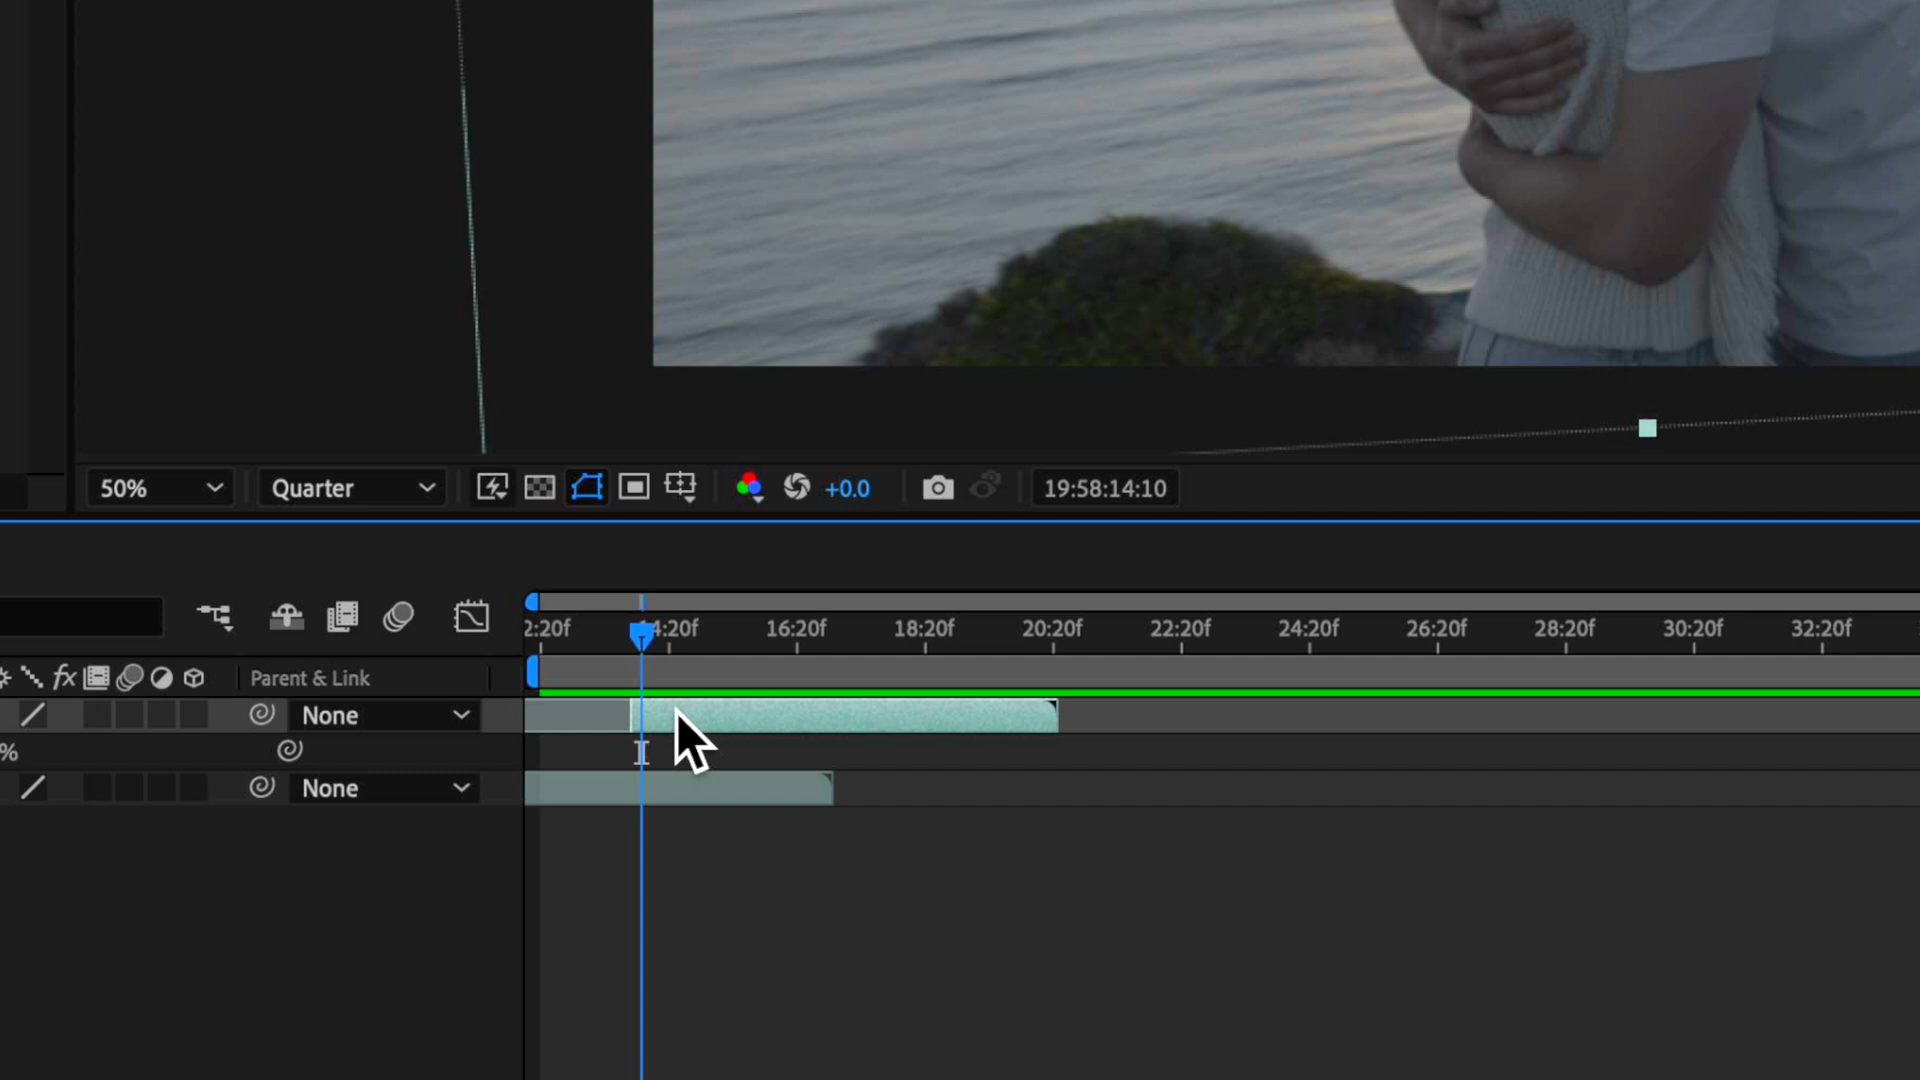 50% Quarter +0.0 19:58:14:10
2:20f 4:20f 16:20f 18:20f 20:20f 22:20f 24:20f 26:20f 28:20f 30:20f 32:20f
fx Parent & Link
None
%
None